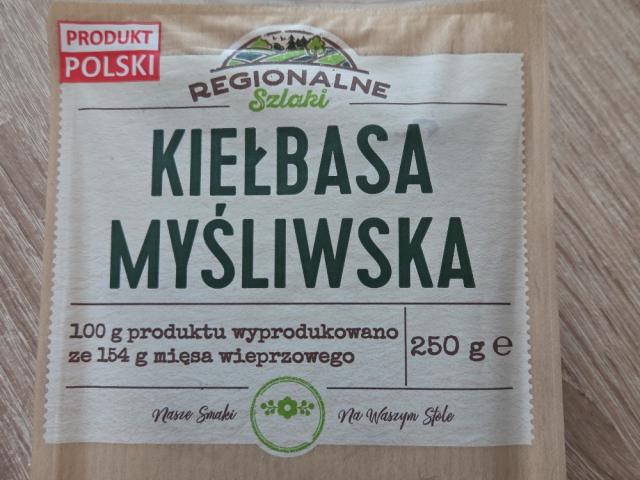 PRODUKT
POLSKI
REGIONALNE
Szlaki
KIEŁBASA
MYŚLIWSKA
100 g produktu wyprodukowano
ze 154 g mięsa wieprzowego
250 g ℮
Nasze Smaki
Na Waszym Stole